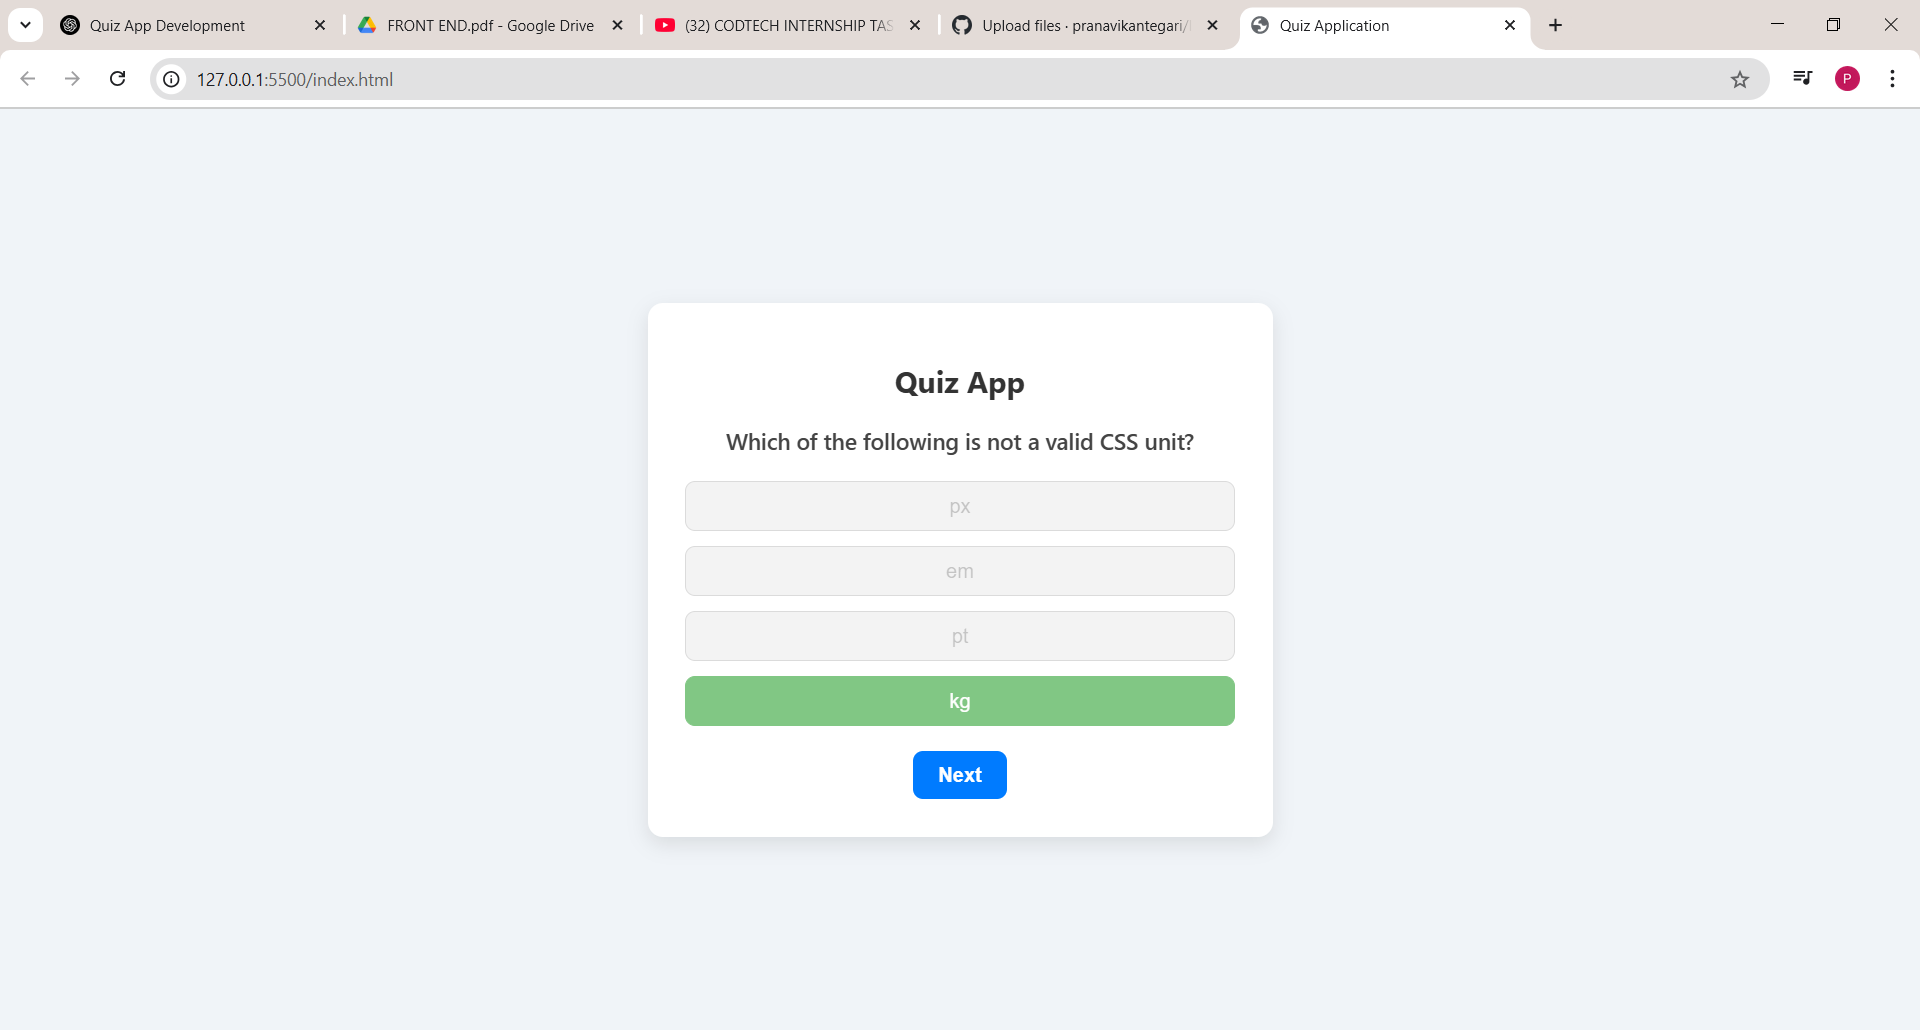 Quiz App Development
FRONT END.pdf - Google Drive
(32) CODTECH INTERNSHIP TAS
Upload files · pranavikantegari/
Quiz Application
127.0.0.1:5500/index.html
P
Quiz App
Which of the following is not a valid CSS unit?
px
em
pt
kg
Next